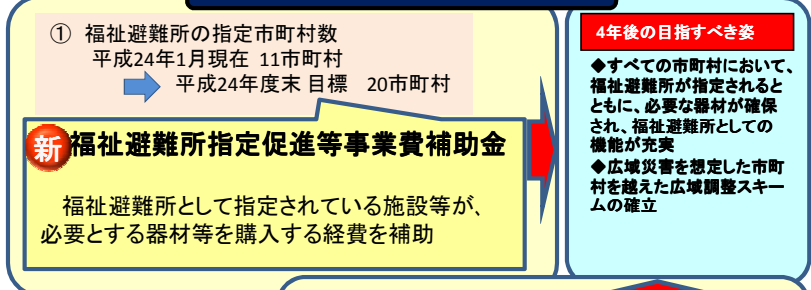 ① 福祉避難所の指定市町村数
平成24年1月現在 11市町村
平成24年度末 目標 20市町村
新 福祉避難所指定促進等事業費補助金
福祉避難所として指定されている施設等が、
必要とする器材等を購入する経費を補助
4年後の目指すべき姿
◆すべての市町村において、
福祉避難所が指定されると
ともに、必要な器材が確保
され、福祉避難所としての
機能が充実
◆広域災害を想定した市町
村を越えた広域調整スキー
ムの確立